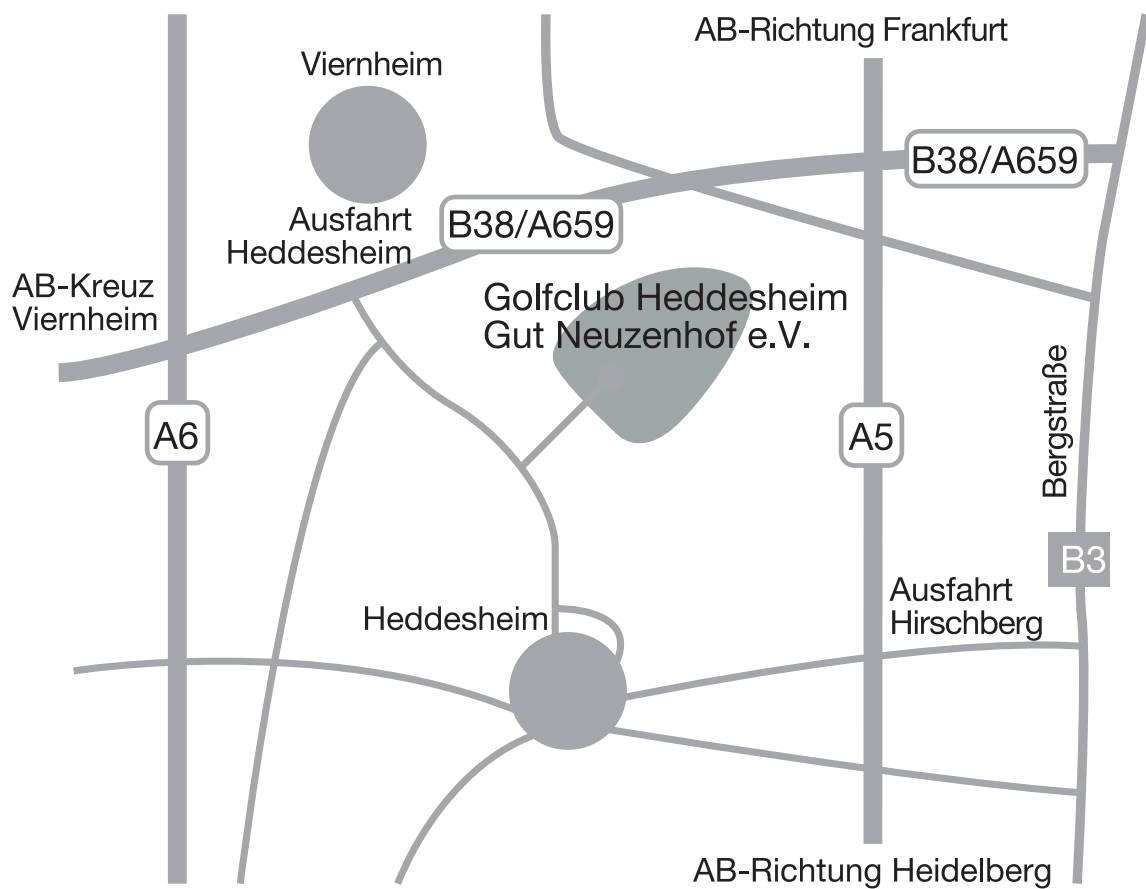 AB-Richtung Frankfurt
Viernheim
B38/A659
Ausfahrt
Heddesheim
B38/A659
AB-Kreuz
Viernheim
Golfclub Heddesheim
Gut Neuzenhof e.V.
Bergstraße
A6
A5
B3
Ausfahrt
Hirschberg
Heddesheim
AB-Richtung Heidelberg